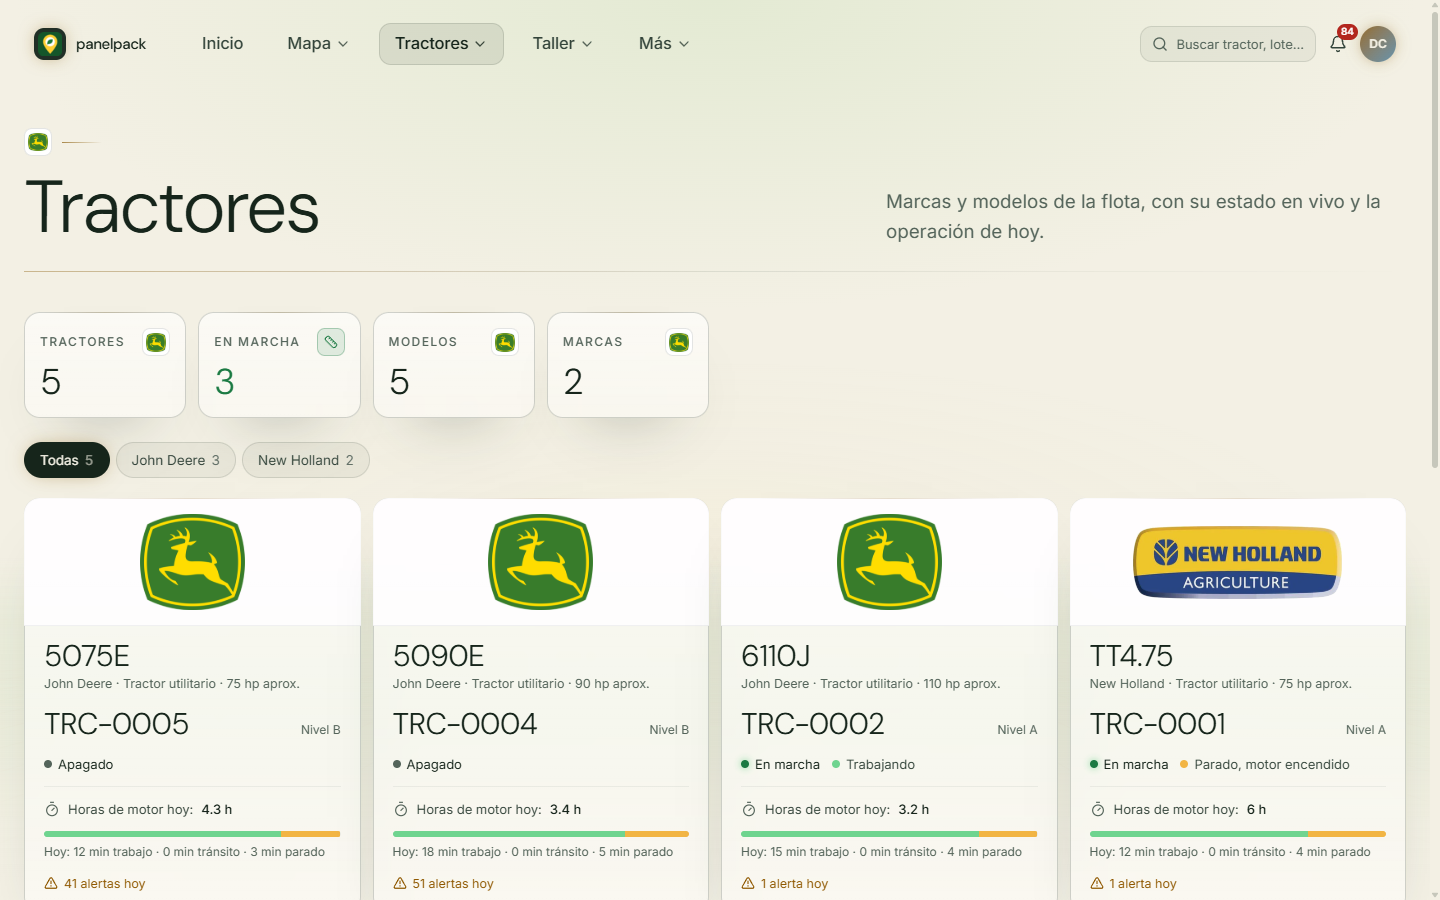 panelpack
Inicio
Mapa
Tractores
Taller
Más
Buscar tractor, lote...
84
DC
Tractores
Marcas y modelos de la flota, con su estado en vivo y la
operación de hoy.
TRACTORES
5
EN MARCHA
3
MODELOS
5
MARCAS
2
Todas 5
John Deere 3
New Holland 2
5075E
John Deere · Tractor utilitario · 75 hp aprox.
TRC-0005
Nivel B
Apagado
Horas de motor hoy: 4.3 h
Hoy: 12 min trabajo · 0 min tránsito · 3 min parado
41 alertas hoy
5090E
John Deere · Tractor utilitario · 90 hp aprox.
TRC-0004
Nivel B
Apagado
Horas de motor hoy: 3.4 h
Hoy: 18 min trabajo · 0 min tránsito · 5 min parado
51 alertas hoy
6110J
John Deere · Tractor utilitario · 110 hp aprox.
TRC-0002
Nivel A
En marcha
Trabajando
Horas de motor hoy: 3.2 h
Hoy: 15 min trabajo · 0 min tránsito · 4 min parado
1 alerta hoy
NEW HOLLAND
AGRICULTURE
TT4.75
New Holland · Tractor utilitario · 75 hp aprox.
TRC-0001
Nivel A
En marcha
Parado, motor encendido
Horas de motor hoy: 6 h
Hoy: 12 min trabajo · 0 min tránsito · 4 min parado
1 alerta hoy